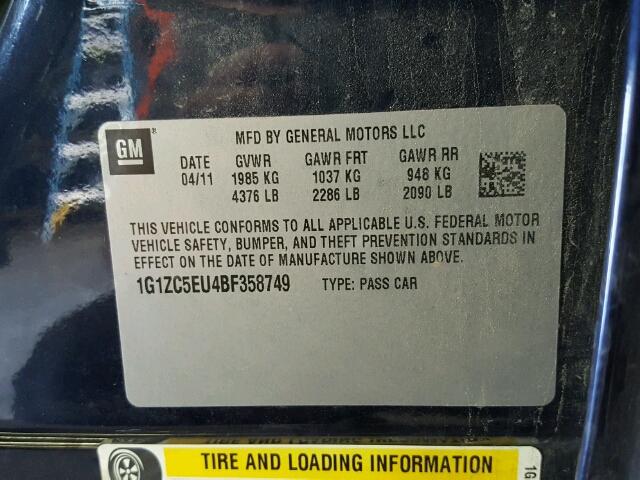 GM
®
MFD BY GENERAL MOTORS LLC
DATE GVWR GAWR FRT GAWR RR
04/11 1985 KG 1037 KG 948 KG
4376 LB 2286 LB 2090 LB
THIS VEHICLE CONFORMS TO ALL APPLICABLE U.S. FEDERAL MOTOR
VEHICLE SAFETY, BUMPER, AND THEFT PREVENTION STANDARDS IN
EFFECT ON THE DATE OF MANUFACTURE SHOWN ABOVE.
1G1ZC5EU4BF358749 TYPE: PASS CAR
TIRE AND LOADING INFORMATION
1G